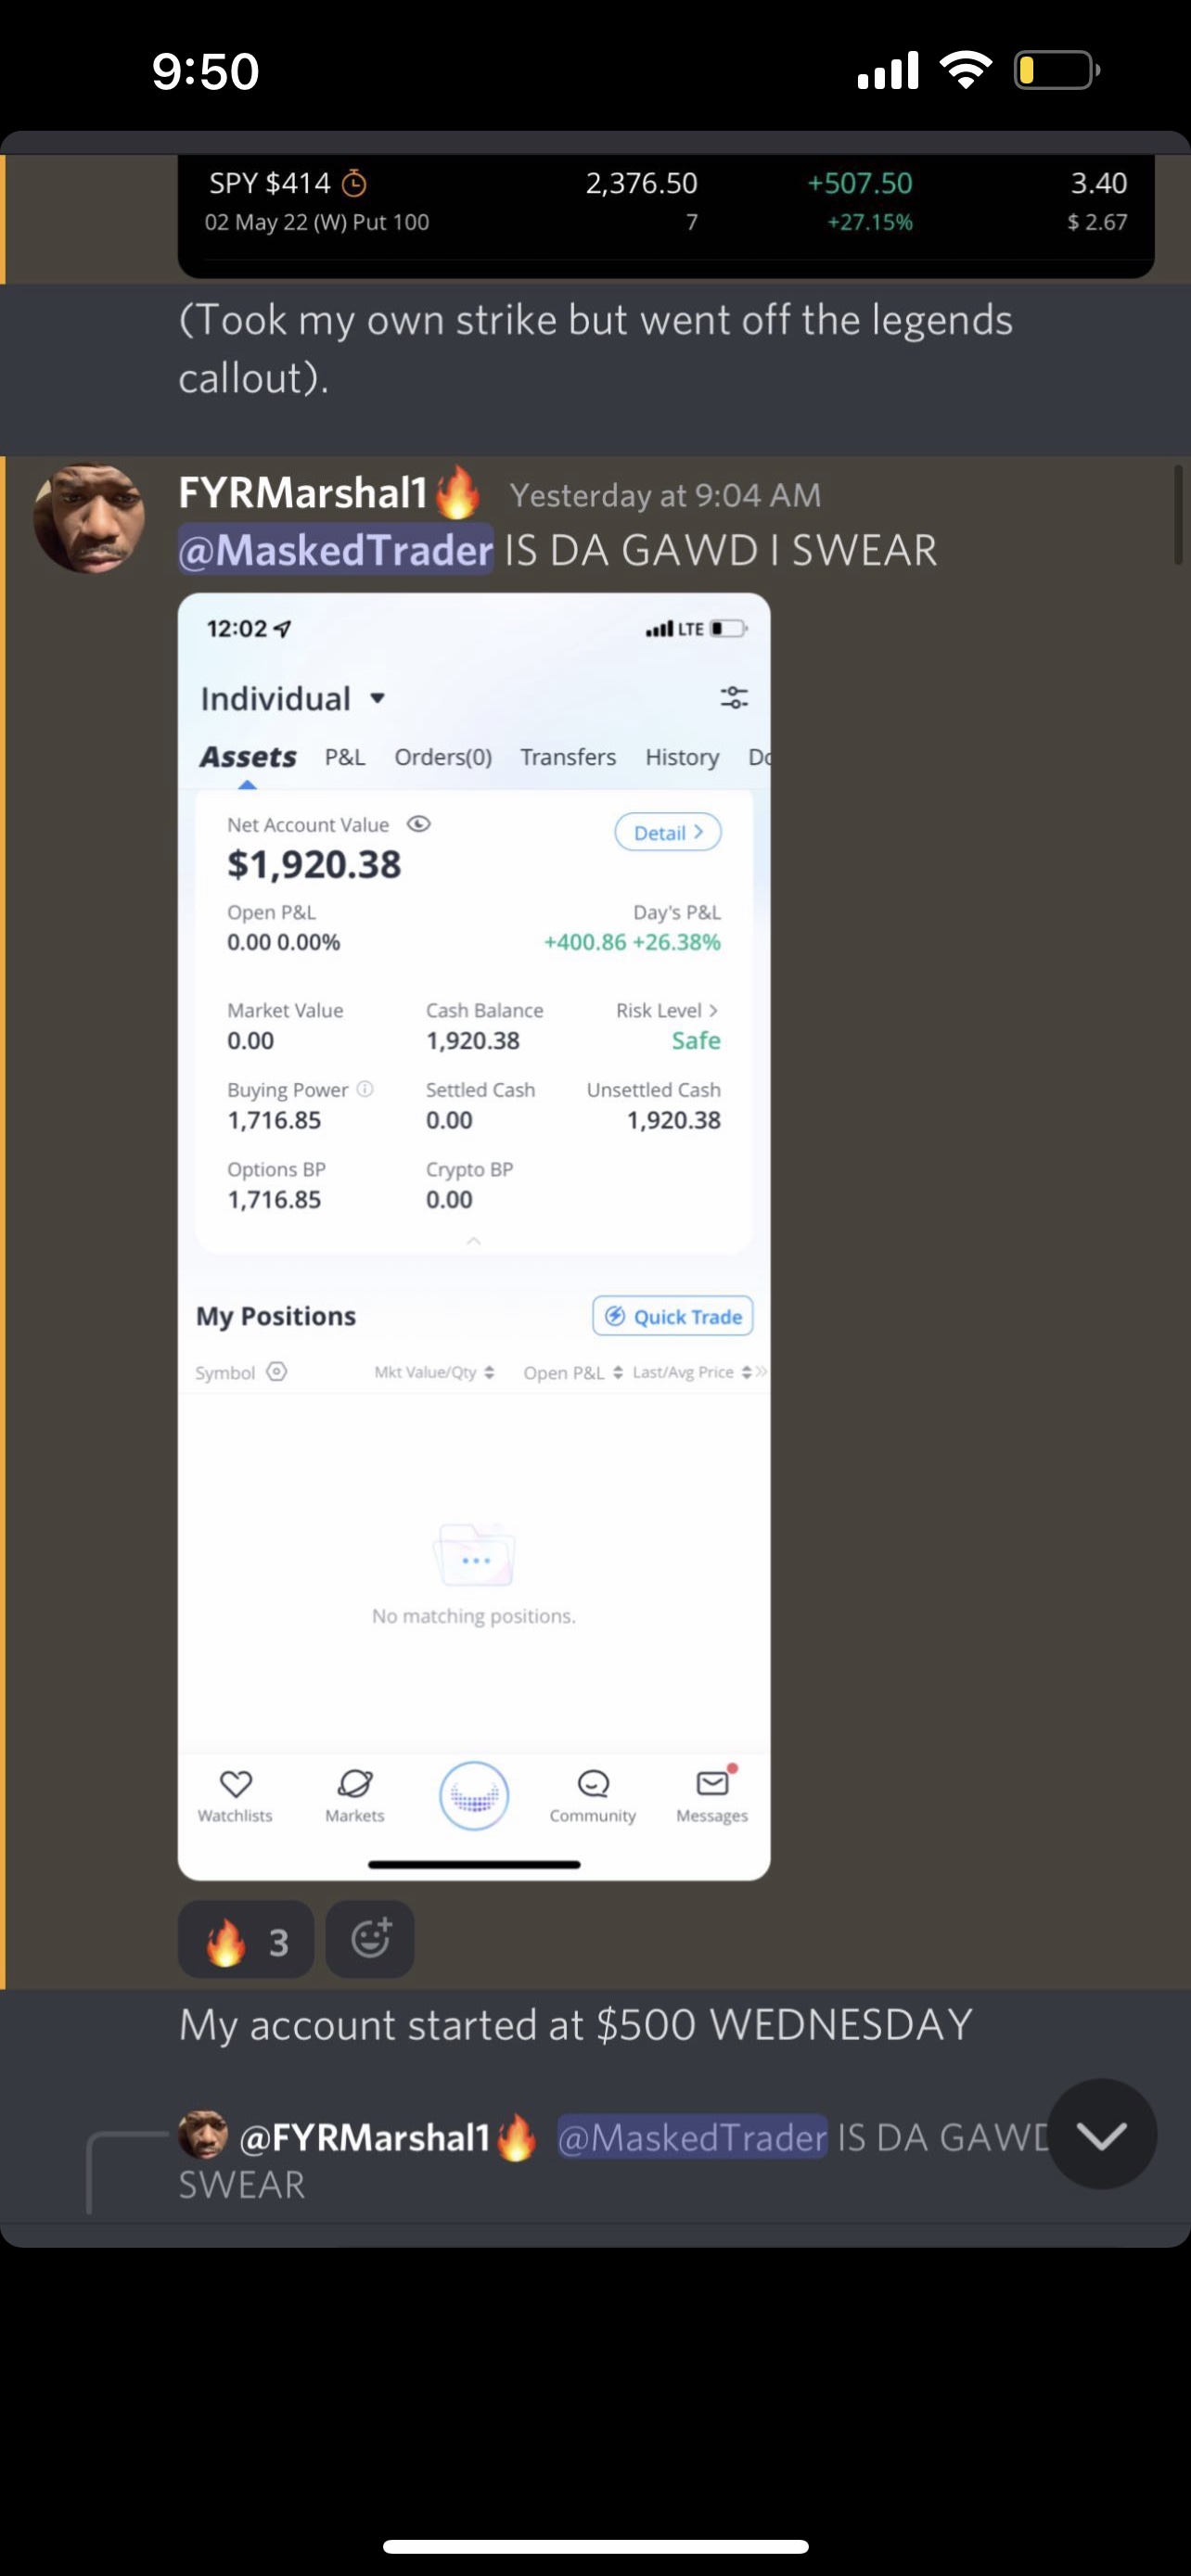 9:50
SPY $414 2,376.50 +507.50 3.40
02 May 22 (W) Put 100 7 +27.15% $ 2.67
(Took my own strike but went off the legends
callout).
FYRMarshal1🔥 Yesterday at 9:04 AM
@MaskedTrader IS DA GAWD I SWEAR
12:02 LTE
Individual
Assets P&L Orders(0) Transfers History Do
Net Account Value Detail >
$1,920.38
Open P&L Day's P&L
0.00 0.00% +400.86 +26.38%
Market Value Cash Balance Risk Level >
0.00 1,920.38 Safe
Buying Power Settled Cash Unsettled Cash
1,716.85 0.00 1,920.38
Options BP Crypto BP
1,716.85 0.00
My Positions Quick Trade
Symbol Mkt Value/Qty Open P&L Last/Avg Price
No matching positions.
Watchlists Markets Community Messages
🔥 3
My account started at $500 WEDNESDAY
@FYRMarshal1🔥 @MaskedTrader IS DA GAWD
SWEAR